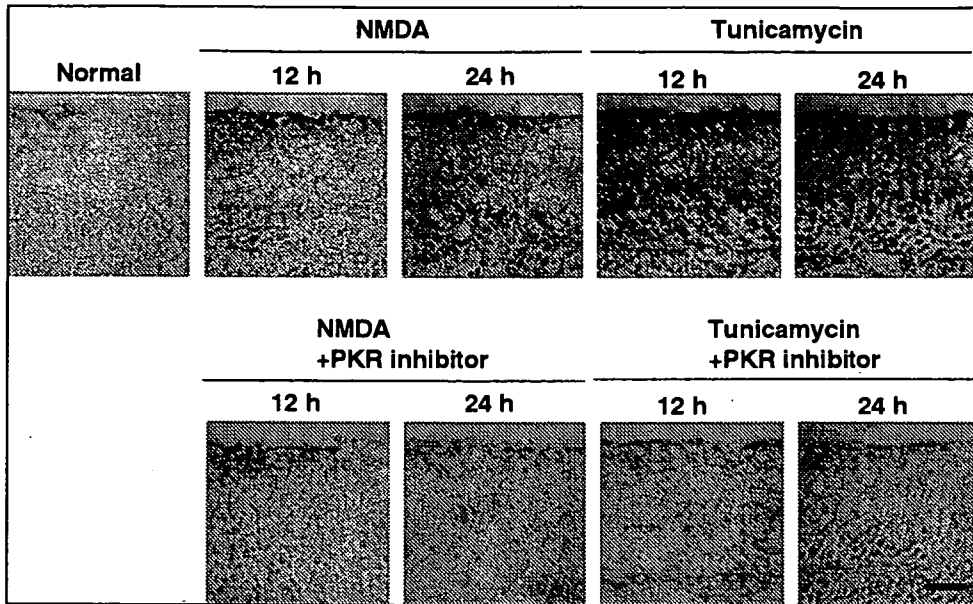 NMDA Tunicamycin
Normal 12 h 24 h 12 h 24 h
NMDA Tunicamycin
+PKR inhibitor +PKR inhibitor
12 h 24 h 12 h 24 h